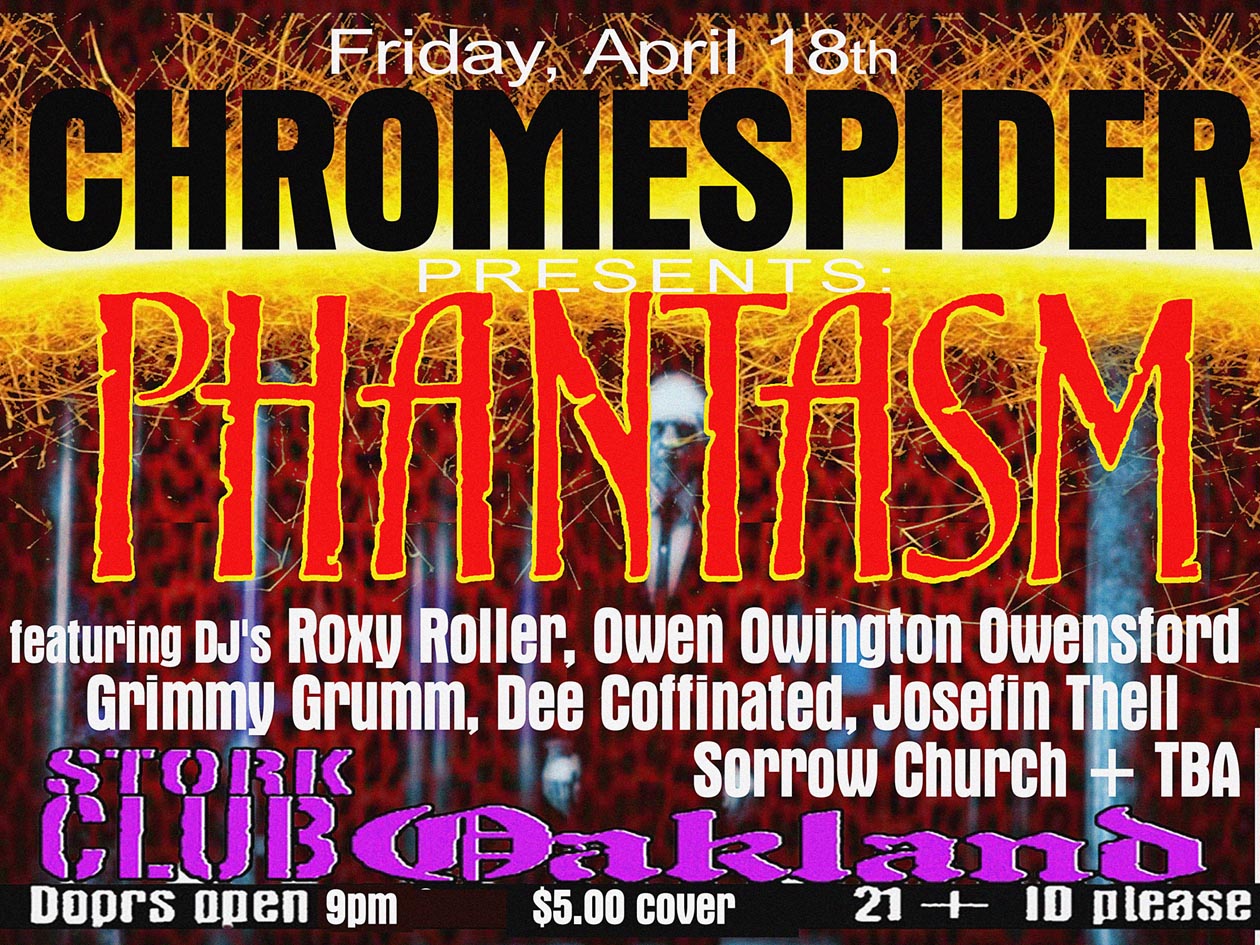 Friday, April 18th
CHROMESPIDER
PRESENTS:
PHANTASM
featuring DJ's Roxy Roller, Owen Owington Owensford
Grimmy Grumm, Dee Coffinated, Josefin Thell
Sorrow Church + TBA
STORK
CLUB Oakland
Doors open 9pm $5.00 cover 21 + ID please